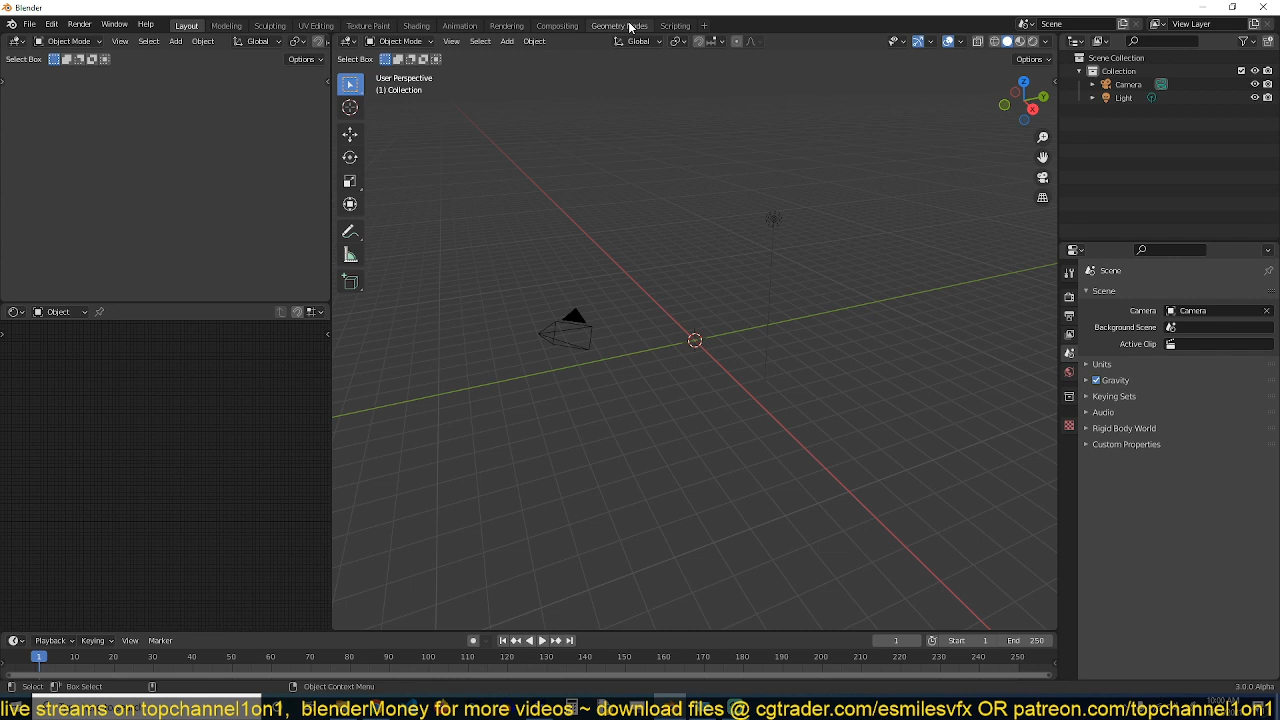 Blender
File Edit Render Window Help Layout Modeling Sculpting UV Editing Texture Paint Shading Animation Rendering Compositing Geometry Nodes Scripting + Scene View Layer
Object Mode View Select Add Object Global Object Mode View Select Add Object Global
Select Box Options Select Box Options
User Perspective
(1) Collection
Z
Y
X
Scene Collection
Collection
Camera
Light
Scene
Scene
Camera Camera
Background Scene
Active Clip
Units
Gravity
Keying Sets
Audio
Rigid Body World
Custom Properties
Object
Playback Keying View Marker 1 Start 1 End 250
1 10 20 30 40 50 60 70 80 90 100 110 120 130 140 150 160 170 180 190 200 210 220 230 240 250
Select Box Select Object Context Menu 3.0.0 Alpha
10:00 AM
live streams on topchannel1on1, blenderMoney for more videos ~ download files @ cgtrader.com/esmilesvfx OR patreon.com/topchannel1on1